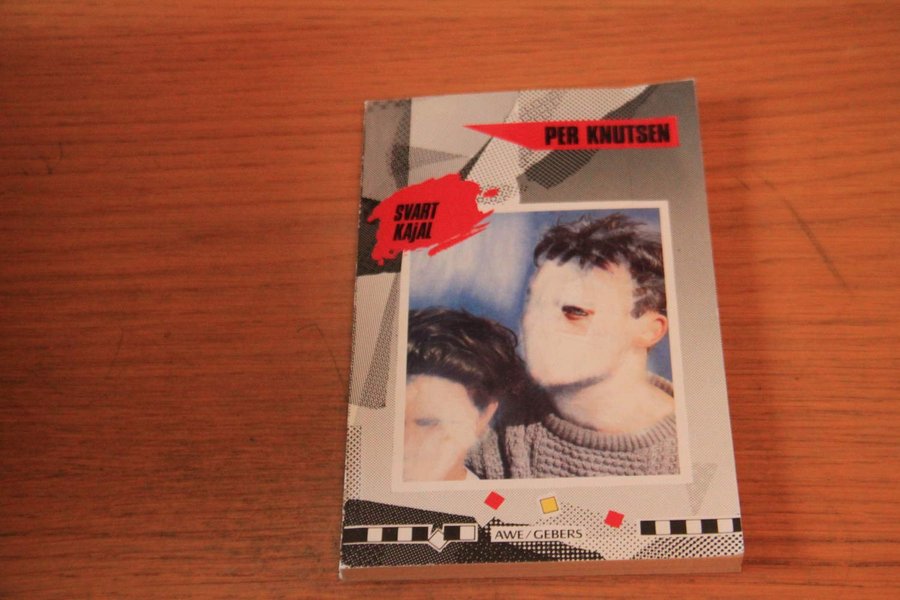 PER KNUTSEN
SVART
KAjAL
AWE/GEBERS